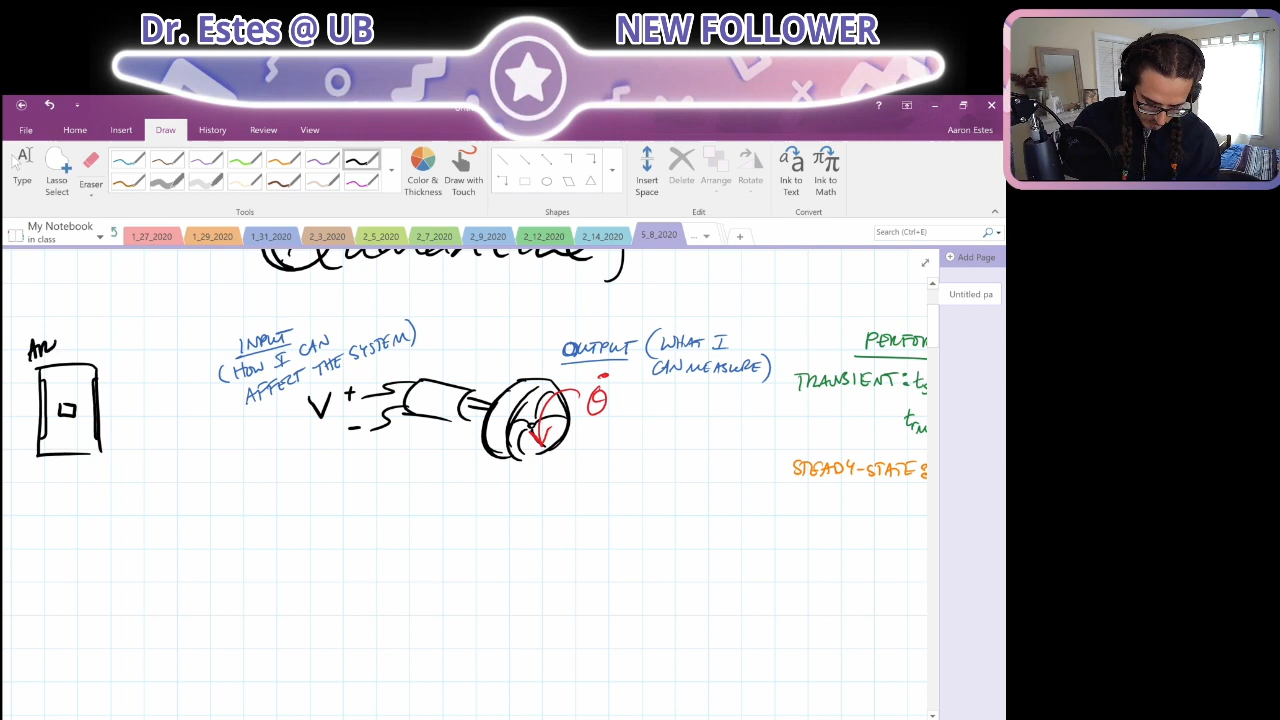 Dr. Estes @ UB
NEW FOLLOWER
?
File
Home
Insert
Draw
History
Review
View
Aaron Estes
Type
Lasso
Select
Eraser
Color &
Thickness
Draw with
Touch
Insert
Space
Delete
Arrange
Rotate
Ink to
Text
Ink to
Math
Tools
Shapes
Edit
Convert
My Notebook
in class
1_27_2020
1_29_2020
1_31_2020
2_3_2020
2_5_2020
2_7_2020
2_9_2020
2_12_2020
2_14_2020
5_8_2020
...
+
Search (Ctrl+E)
Add Page
Untitled pa
INPUT
(HOW I CAN
AFFECT THE SYSTEM)
OUTPUT (WHAT I
CAN MEASURE)
V + -
θ̇
TRANSIENT:
STEADY-STATE: